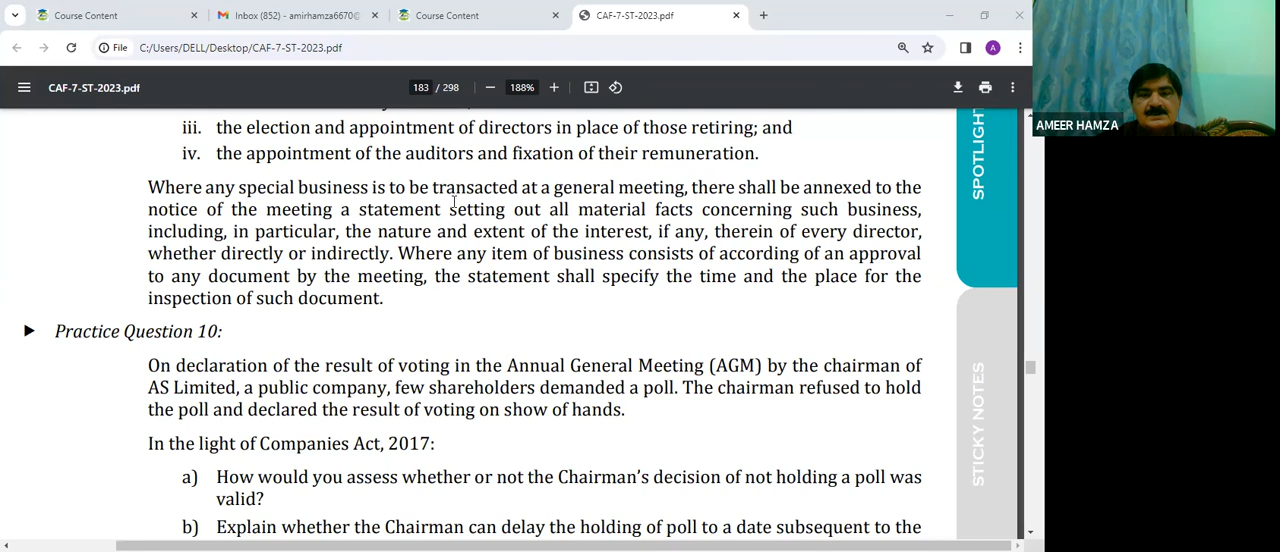 Course Content
Inbox (852) - amirhamza6670@
Course Content
CAF-7-ST-2023.pdf
File
C:/Users/DELL/Desktop/CAF-7-ST-2023.pdf
A
CAF-7-ST-2023.pdf
183 / 298
188%
AMEER HAMZA
iii. the election and appointment of directors in place of those retiring; and
iv. the appointment of the auditors and fixation of their remuneration.
Where any special business is to be transacted at a general meeting, there shall be annexed to the
notice of the meeting a statement setting out all material facts concerning such business,
including, in particular, the nature and extent of the interest, if any, therein of every director,
whether directly or indirectly. Where any item of business consists of according of an approval
to any document by the meeting, the statement shall specify the time and the place for the
inspection of such document.
Practice Question 10:
On declaration of the result of voting in the Annual General Meeting (AGM) by the chairman of
AS Limited, a public company, few shareholders demanded a poll. The chairman refused to hold
the poll and declared the result of voting on show of hands.
In the light of Companies Act, 2017:
a) How would you assess whether or not the Chairman's decision of not holding a poll was
valid?
b) Explain whether the Chairman can delay the holding of poll to a date subsequent to the
SPOTLIGHT
STICKY NOTES